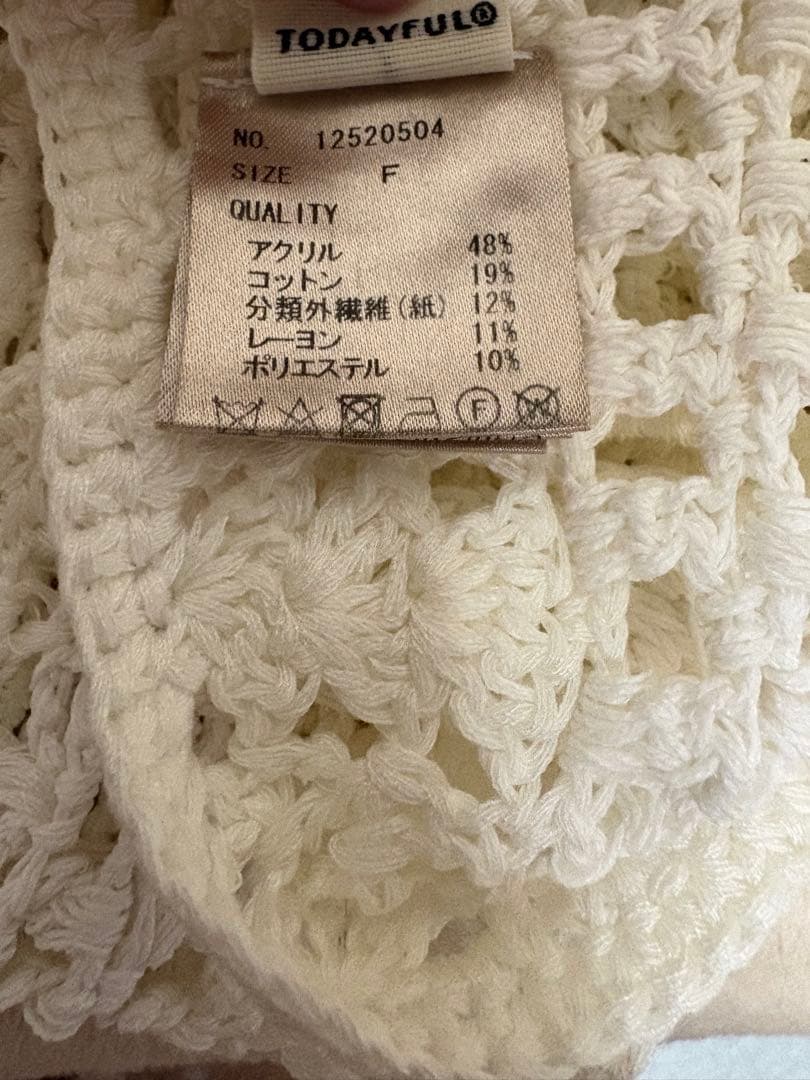 TODAYFUL®
NO. 12520504
SIZE F
QUALITY
アクリル 48%
コットン 19%
分類外繊維(紙) 12%
レーヨン 11%
ポリエステル 10%
F